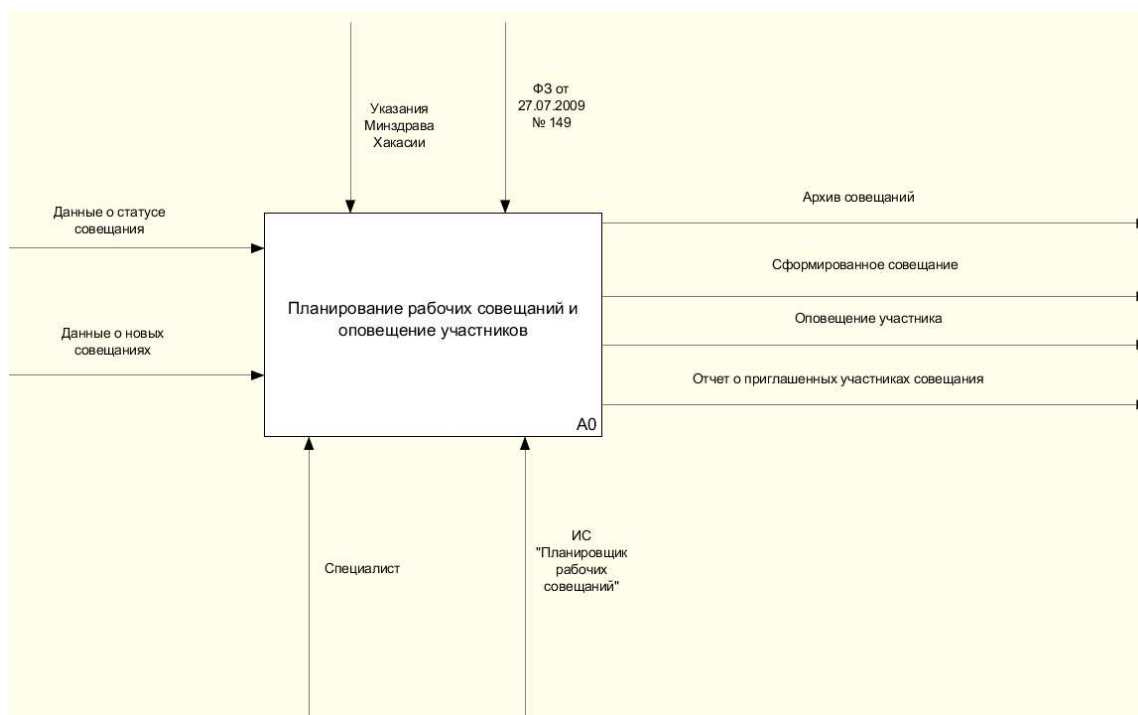 Указания
Минздрава
Хакасии
ФЗ от
27.07.2009
№ 149
Данные о статусе
совещания
Данные о новых
совещаниях
Планирование рабочих совещаний и
оповещение участников
A0
Архив совещаний
Сформированное совещание
Оповещение участника
Отчет о приглашенных участниках совещания
Специалист
ИС
"Планировщик
рабочих
совещаний"